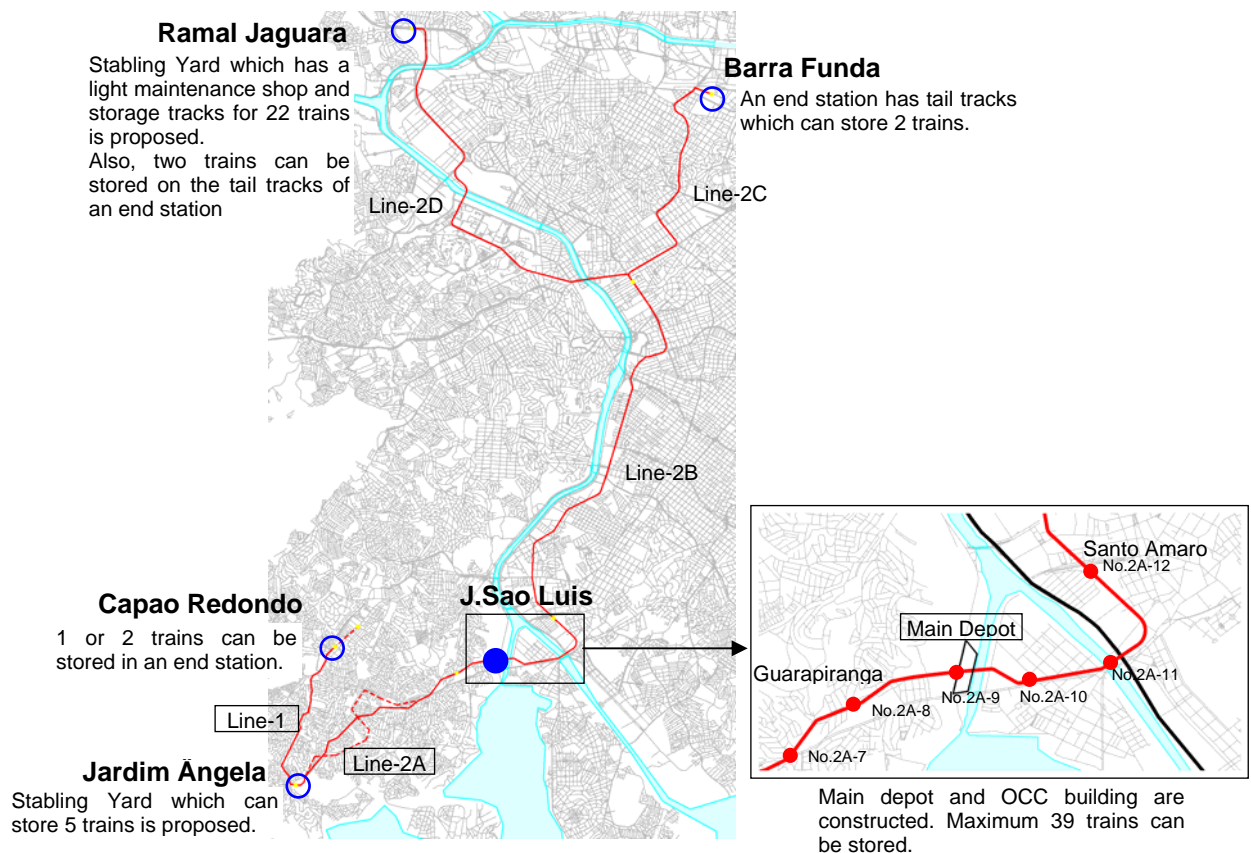 Ramal Jaguara
Stabling Yard which has a
light maintenance shop and
storage tracks for 22 trains
is proposed.
Also, two trains can be
stored on the tail tracks of
an end station
Barra Funda
An end station has tail tracks
which can store 2 trains.
Line-2D
Line-2C
Line-2B
Capao Redondo
1 or 2 trains can be
stored in an end station.
Line-1
Line-2A
Jardim Ângela
Stabling Yard which can
store 5 trains is proposed.
J.Sao Luis
Santo Amaro
No.2A-12
Main Depot
Guarapiranga
No.2A-11
No.2A-10
No.2A-9
No.2A-8
No.2A-7
Main depot and OCC building are
constructed. Maximum 39 trains can
be stored.